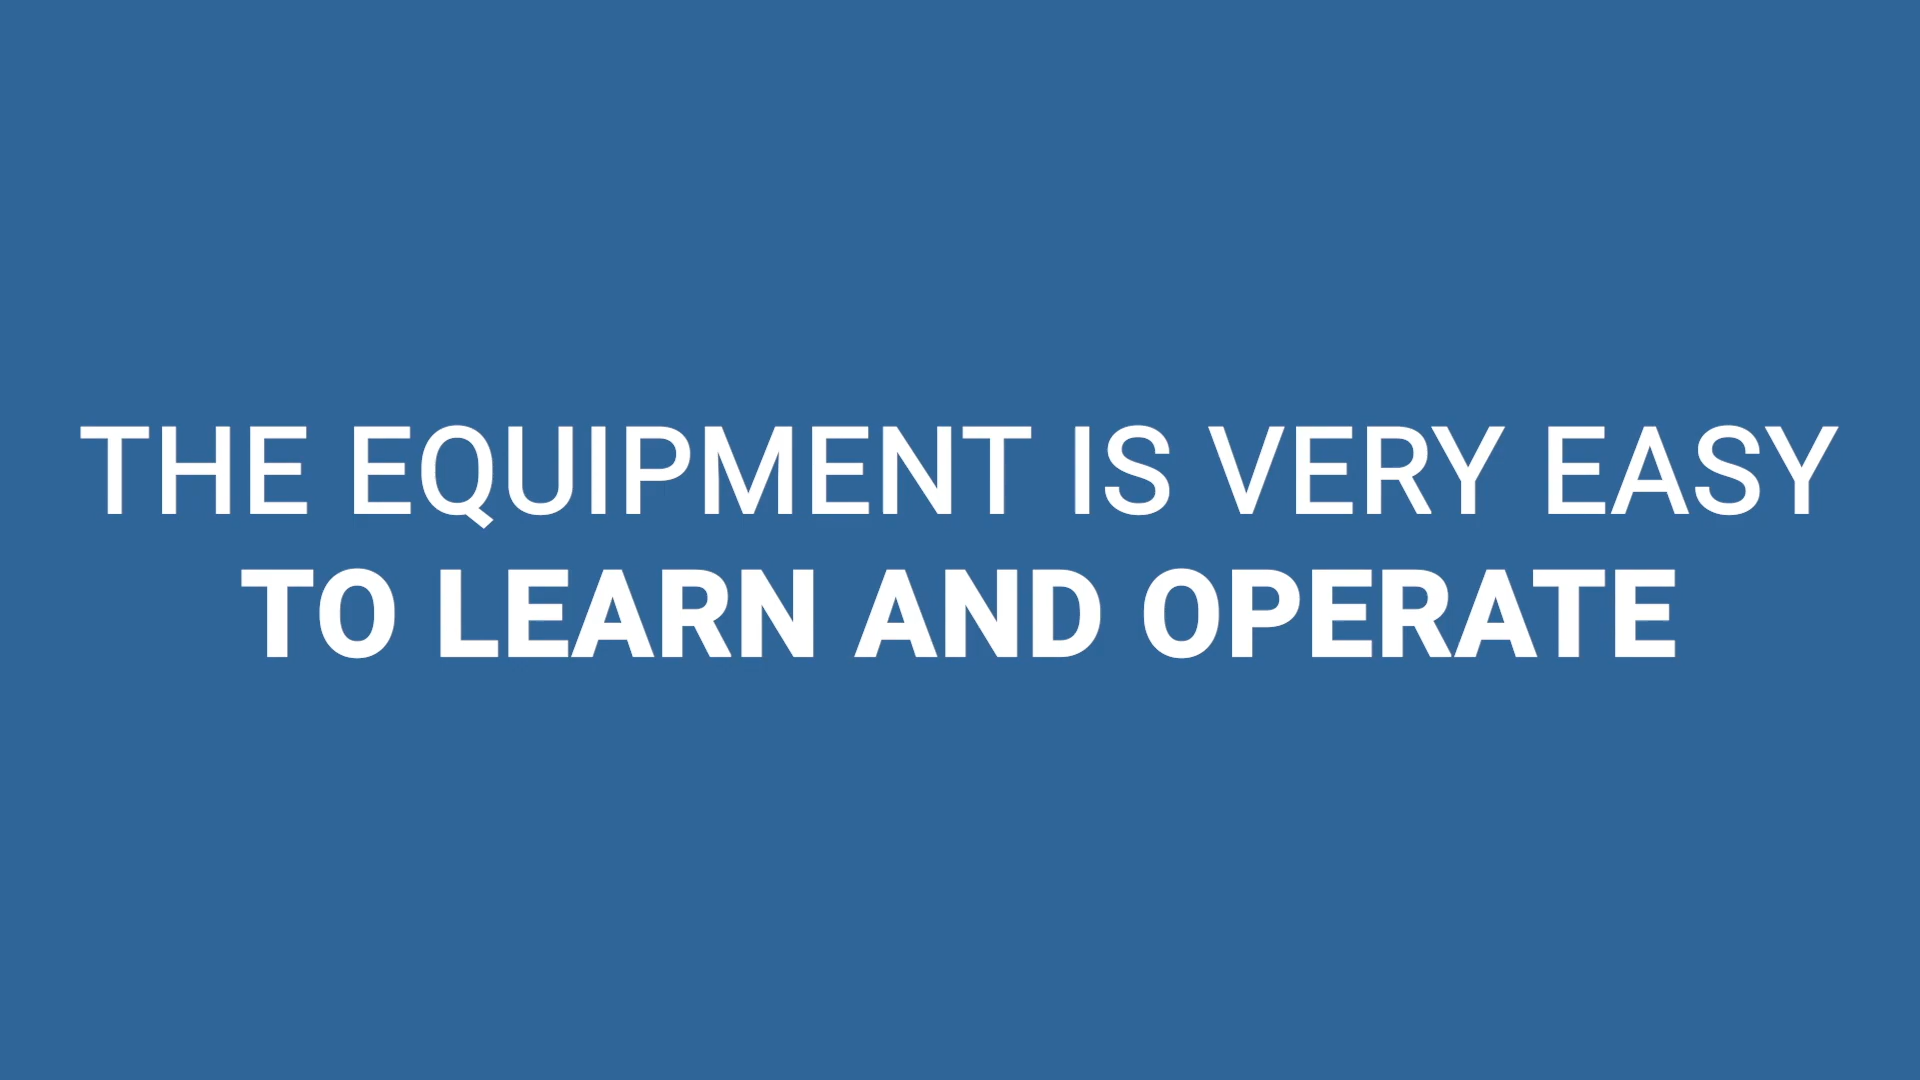 THE EQUIPMENT IS VERY EASY
TO LEARN AND OPERATE